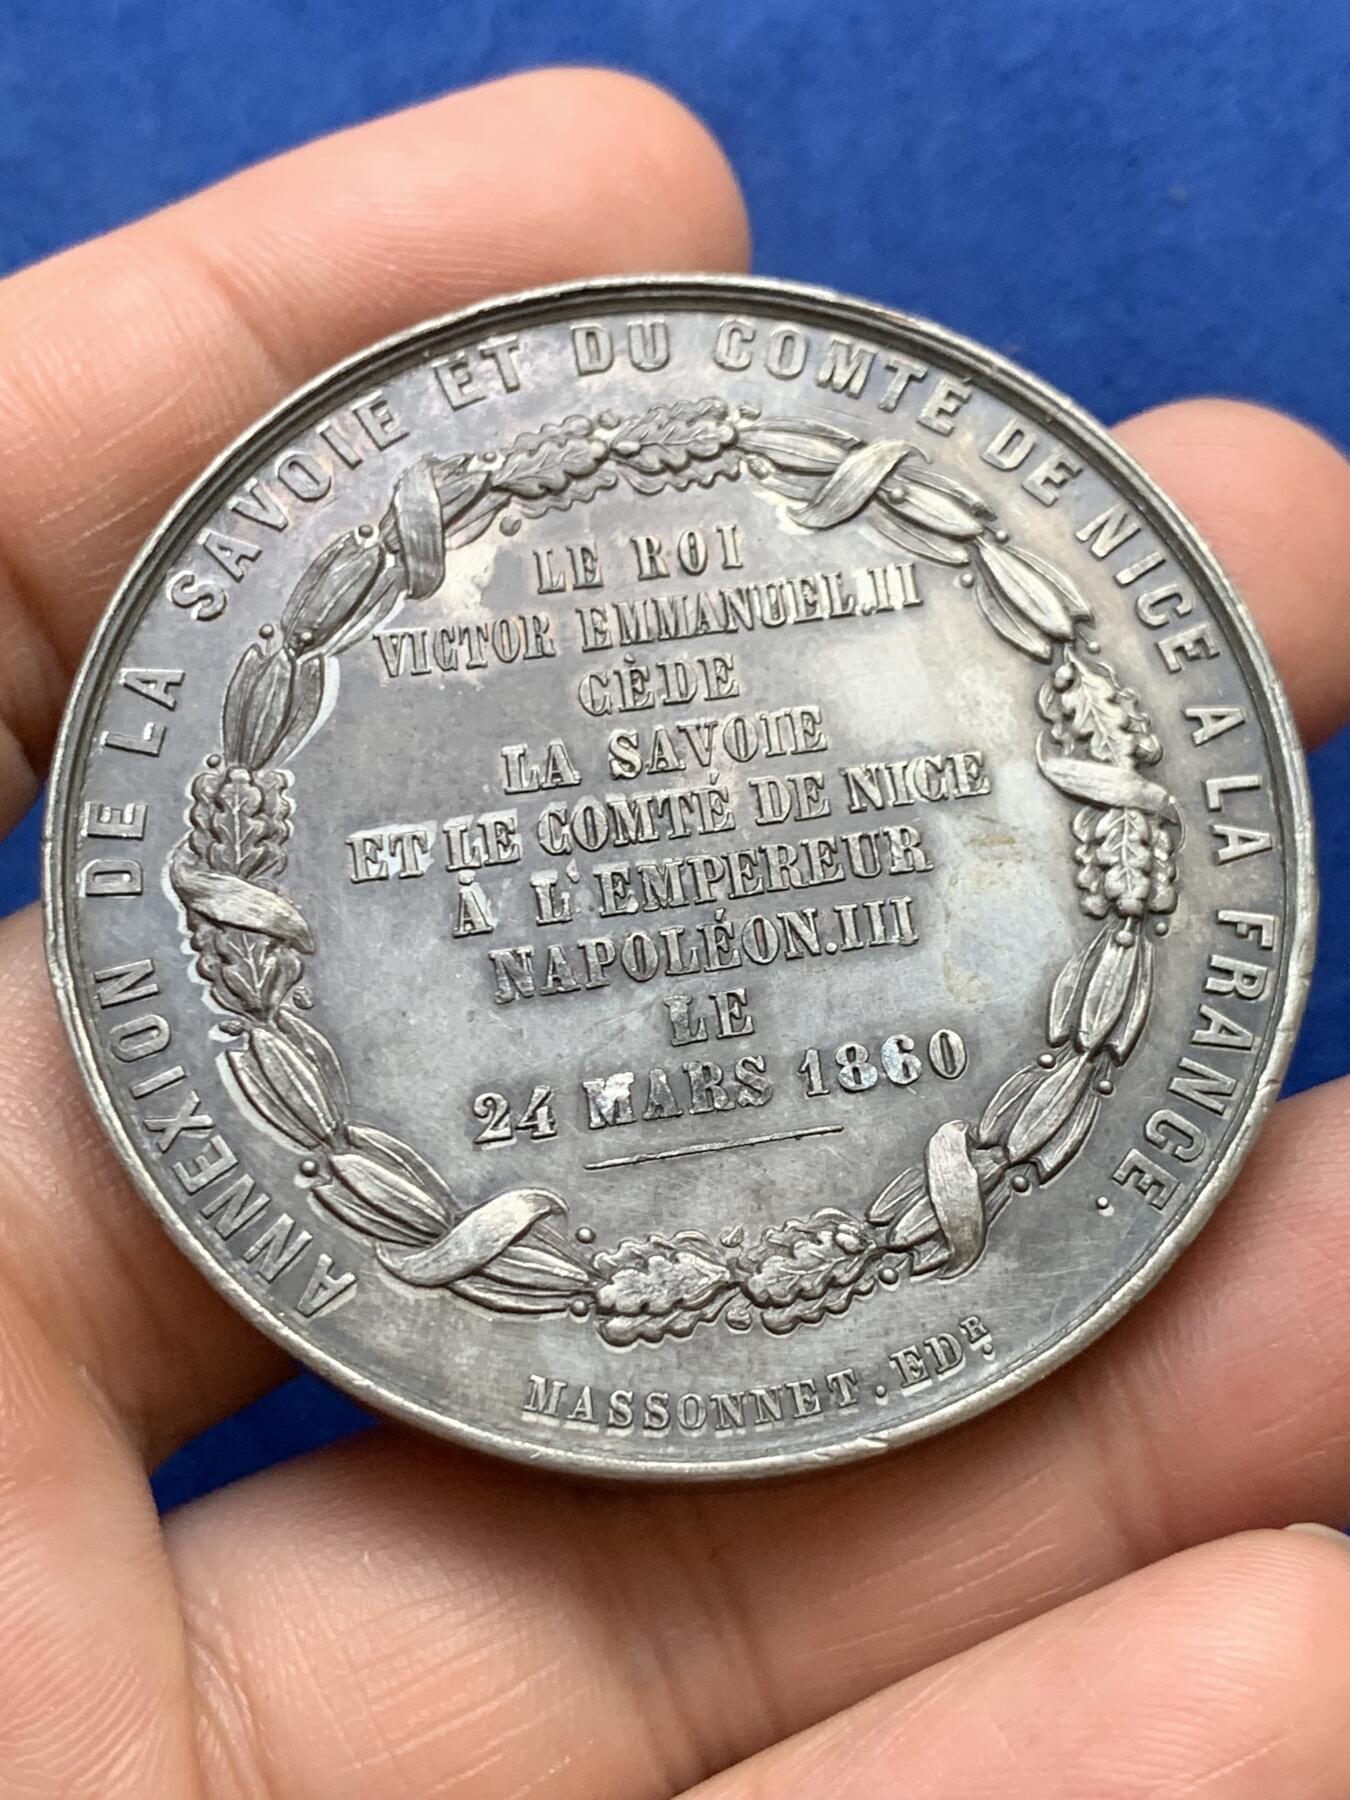 ANNEXION DE LA SAVOIE ET DU COMTÉ DE NICE A LA FRANCE.
LE ROI
VICTOR EMMANUEL.II
CÈDE
LA SAVOIE
ET LE COMTÉ DE NICE
À L'EMPEREUR
NAPOLÉON.III
LE
24 MARS 1860
MASSONNET. EDR.